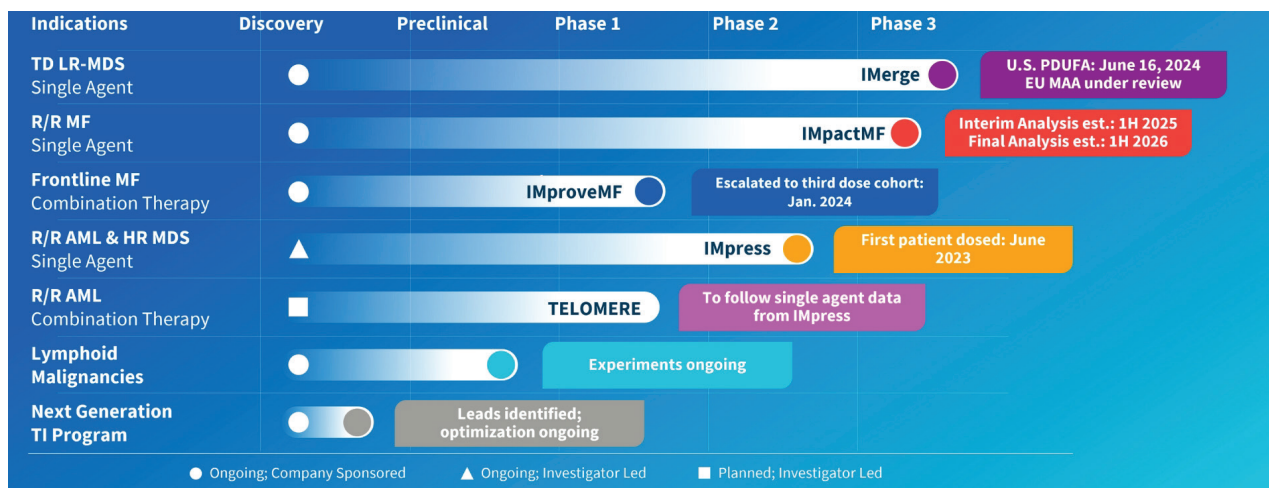 Indications Discovery Preclinical Phase 1 Phase 2 Phase 3
TD LR-MDS
Single Agent
IMerge
U.S. PDUFA: June 16, 2024
EU MAA under review
R/R MF
Single Agent
IMpactMF
Interim Analysis est.: 1H 2025
Final Analysis est.: 1H 2026
Frontline MF
Combination Therapy
IMproveMF
Escalated to third dose cohort:
Jan. 2024
R/R AML & HR MDS
Single Agent
IMpress
First patient dosed: June
2023
R/R AML
Combination Therapy
TELOMERE
To follow single agent data
from IMpress
Lymphoid
Malignancies
Experiments ongoing
Next Generation
TI Program
Leads identified;
optimization ongoing
Ongoing; Company Sponsored Ongoing; Investigator Led Planned; Investigator Led